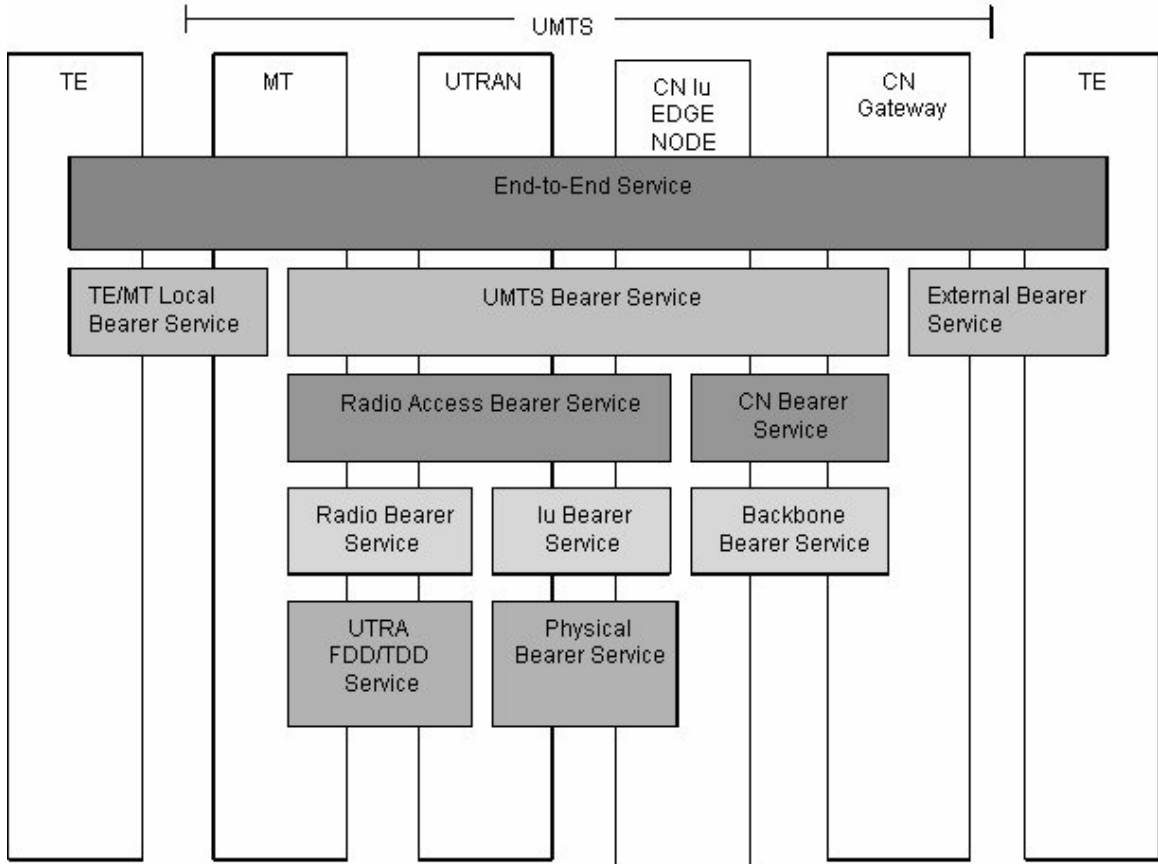 UMTS
TE
MT
UTRAN
CN Iu
EDGE
NODE
CN
Gateway
TE
End-to-End Service
TE/MT Local
Bearer Service
UMTS Bearer Service
External Bearer
Service
Radio Access Bearer Service
CN Bearer
Service
Radio Bearer
Service
Iu Bearer
Service
Backbone
Bearer Service
UTRA
FDD/TDD
Service
Physical
Bearer Service